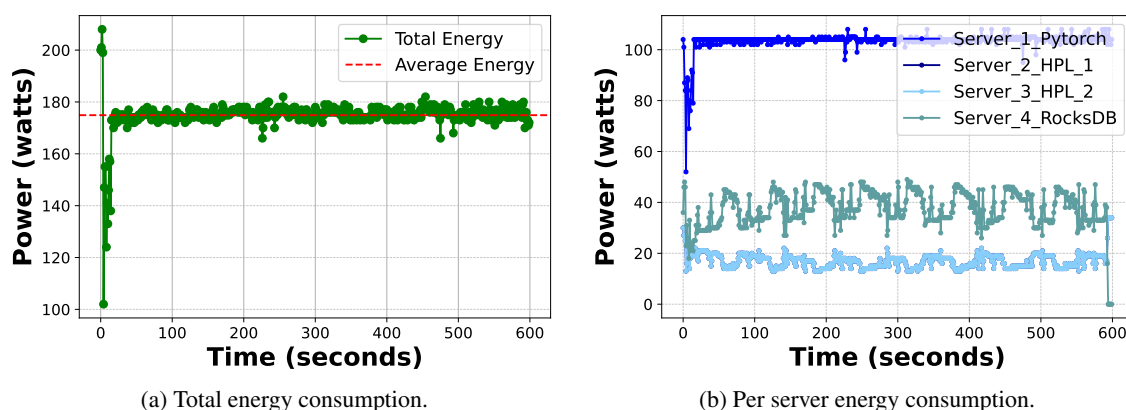 Power (watts)
200
180
160
140
120
100
0
100
200
300
400
500
600
Time (seconds)
Total Energy
Average Energy
(a) Total energy consumption.
Power (watts)
100
80
60
40
20
0
0
100
200
300
400
500
600
Time (seconds)
Server_1_Pytorch
Server_2_HPL_1
Server_3_HPL_2
Server_4_RocksDB
(b) Per server energy consumption.